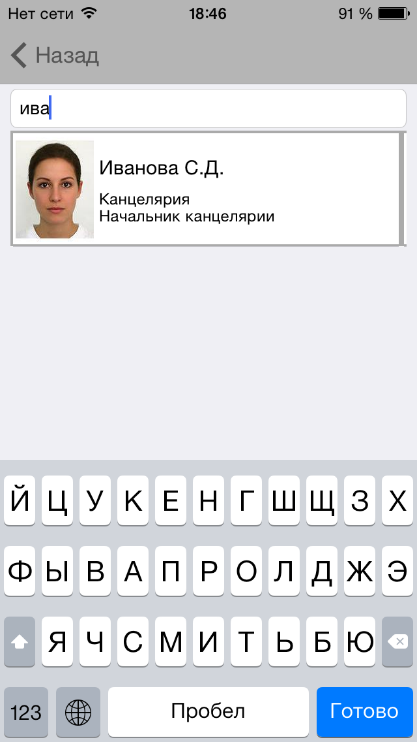 Нет сети 18:46 91 %
Назад
ива
Иванова С.Д.
Канцелярия
Начальник канцелярии
Й Ц У К Е Н Г Ш Щ З Х
Ф Ы В А П Р О Л Д Ж Э
Я Ч С М И Т Ь Б Ю
123 Пробел Готово